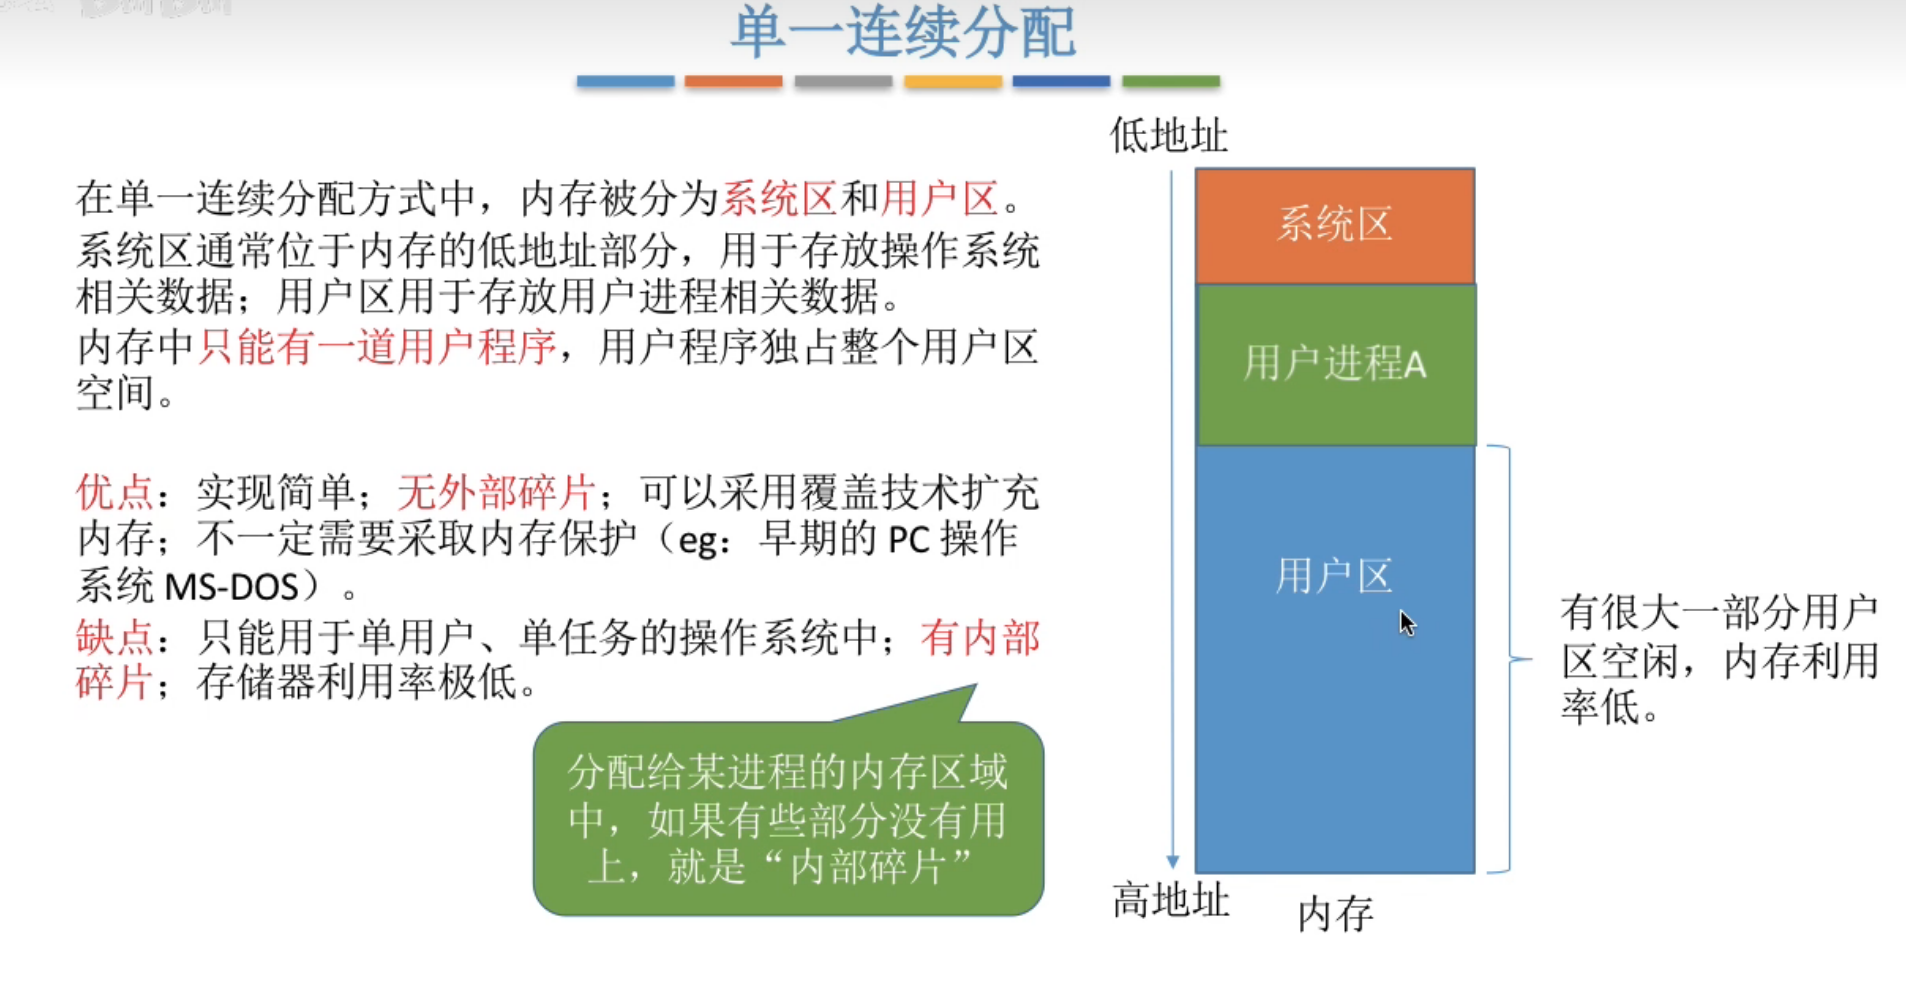 单一连续分配
低地址
在单一连续分配方式中，内存被分为系统区和用户区。
系统区通常位于内存的低地址部分，用于存放操作系统
相关数据；用户区用于存放用户进程相关数据。
内存中只能有一道用户程序，用户程序独占整个用户区
空间。
优点：实现简单；无外部碎片；可以采用覆盖技术扩充
内存；不一定需要采取内存保护（eg：早期的 PC 操作
系统 MS-DOS）。
缺点：只能用于单用户、单任务的操作系统中；有内部
碎片；存储器利用率极低。
分配给某进程的内存区域
中，如果有些部分没有用
上，就是“内部碎片”
系统区
用户进程A
用户区
有很大一部分用户
区空闲，内存利用
率低。
高地址
内存